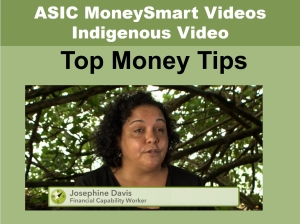 ASIC MoneySmart Videos
Indigenous Video
Top Money Tips
Josephine Davis
Financial Capability Worker